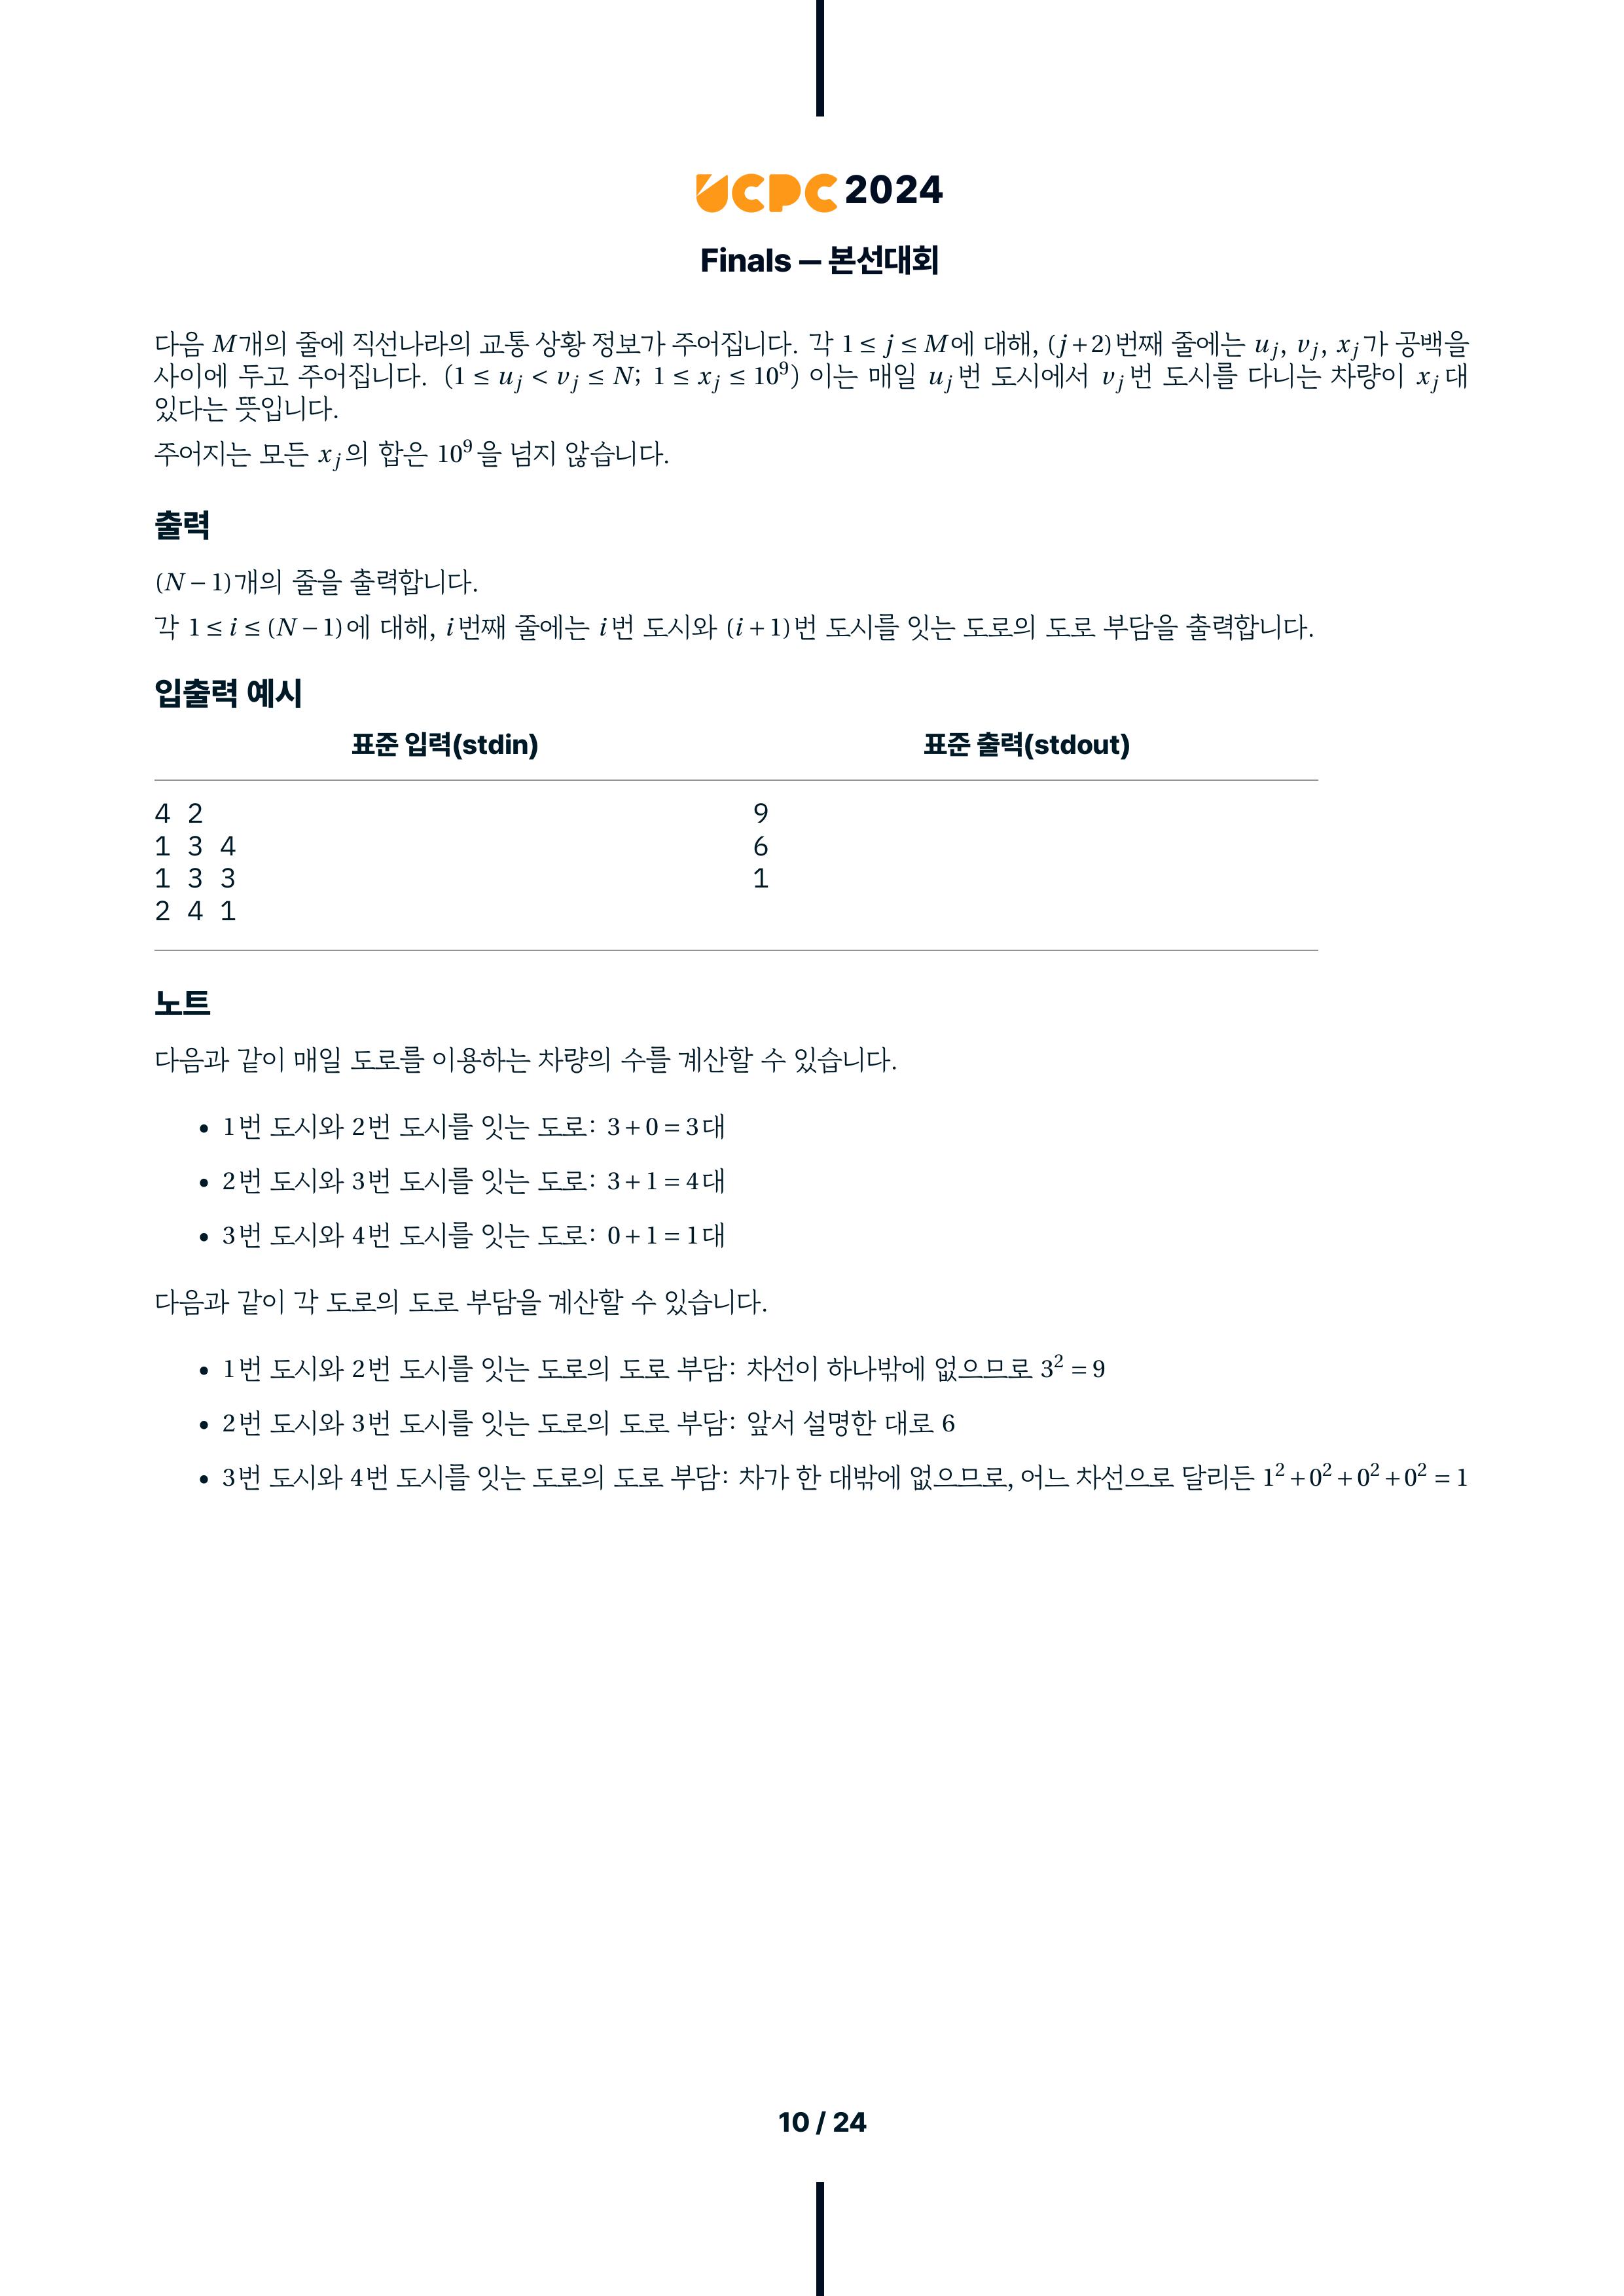 UCPC 2024
Finals — 본선대회
다음 M개의 줄에 직선나라의 교통 상황 정보가 주어집니다. 각 1 ≤ j ≤ M에 대해, (j+2)번째 줄에는 u_j, v_j, x_j가 공백을
사이에 두고 주어집니다. (1 ≤ u_j < v_j ≤ N; 1 ≤ x_j ≤ 10^9) 이는 매일 u_j번 도시에서 v_j번 도시를 다니는 차량이 x_j대
있다는 뜻입니다.
주어지는 모든 x_j의 합은 10^9을 넘지 않습니다.
출력
(N−1)개의 줄을 출력합니다.
각 1 ≤ i ≤ (N−1)에 대해, i번째 줄에는 i번 도시와 (i+1)번 도시를 잇는 도로의 도로 부담을 출력합니다.
입출력 예시
표준 입력(stdin) 표준 출력(stdout)
4 2 9
1 3 4 6
1 3 3 1
2 4 1
노트
다음과 같이 매일 도로를 이용하는 차량의 수를 계산할 수 있습니다.
• 1번 도시와 2번 도시를 잇는 도로: 3+0 = 3대
• 2번 도시와 3번 도시를 잇는 도로: 3+1 = 4대
• 3번 도시와 4번 도시를 잇는 도로: 0+1 = 1대
다음과 같이 각 도로의 도로 부담을 계산할 수 있습니다.
• 1번 도시와 2번 도시를 잇는 도로의 도로 부담: 차선이 하나밖에 없으므로 3^2 = 9
• 2번 도시와 3번 도시를 잇는 도로의 도로 부담: 앞서 설명한 대로 6
• 3번 도시와 4번 도시를 잇는 도로의 도로 부담: 차가 한 대밖에 없으므로, 어느 차선으로 달리든 1^2+0^2+0^2+0^2 = 1
10 / 24